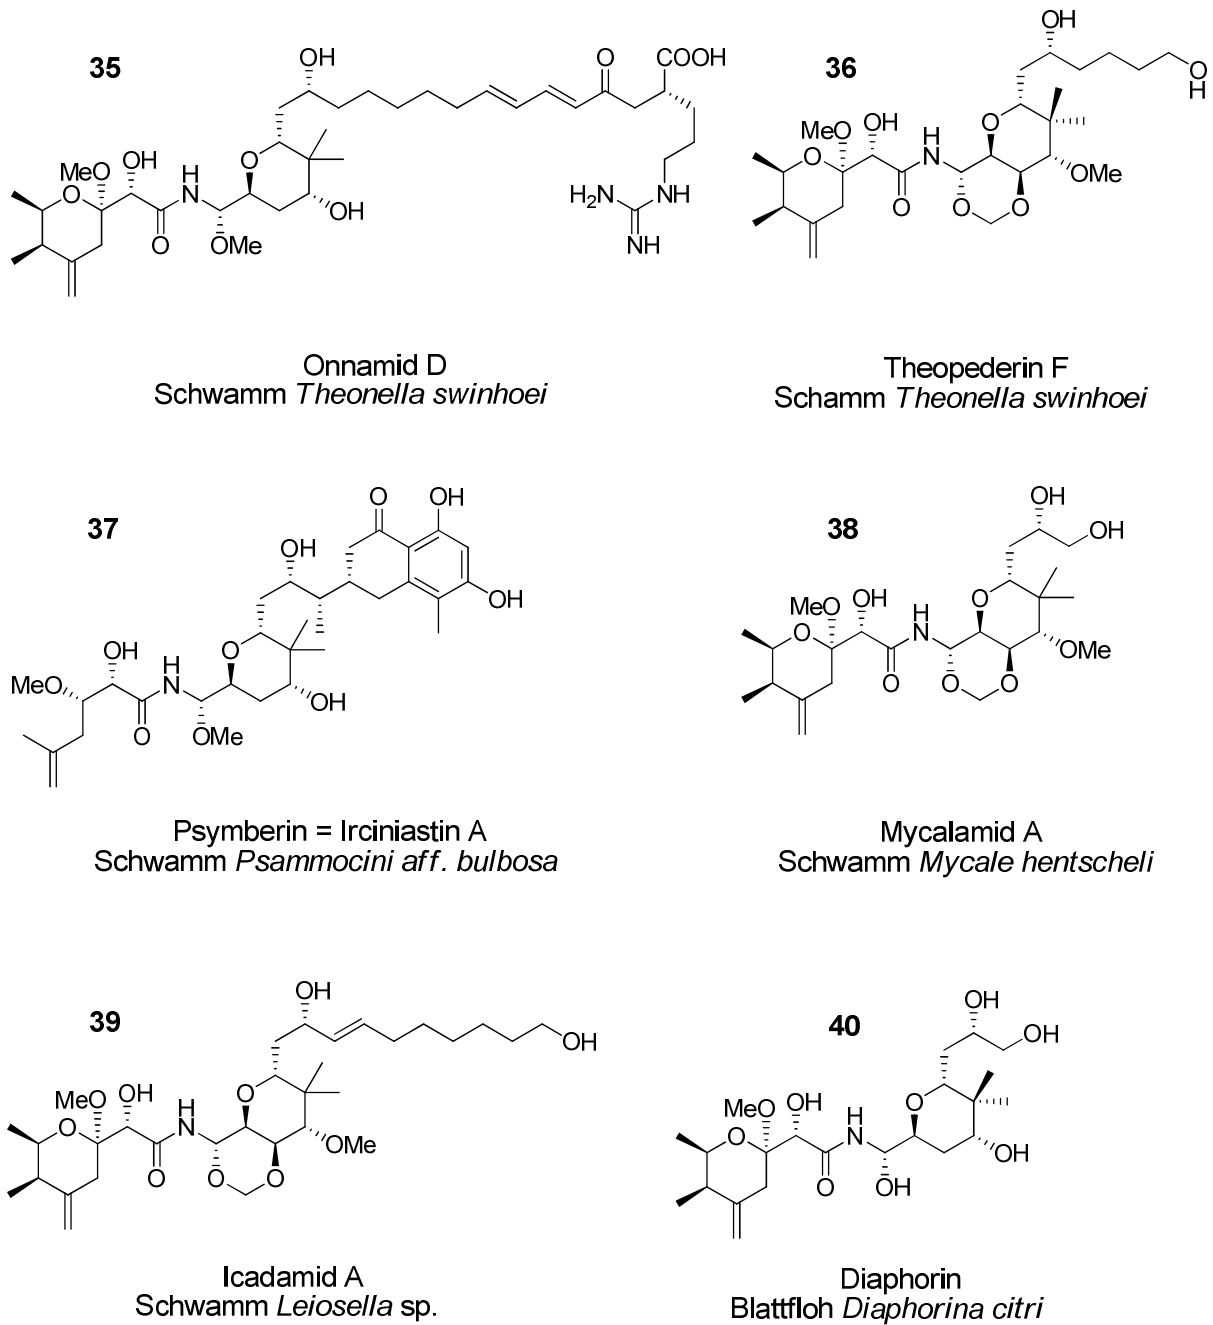 35
OH
O
COOH
MeO
OH
O
H
N
O
O
OMe
OH
H2N
NH
NH
Onnamid D
Schwamm Theonella swinhoei
36
OH
O
H
MeO
OH
O
H
N
O
O
O
O
OMe
Theopederin F
Schamm Theonella swinhoei
37
O
OH
OH
OH
OH
MeO
H
N
O
O
OMe
OH
Psymberin = Irciniastin A
Schwamm Psammocini aff. bulbosa
38
OH
OH
MeO
OH
O
H
N
O
O
O
O
OMe
Mycalamid A
Schwamm Mycale hentscheli
39
OH
OH
MeO
OH
O
H
N
O
O
O
O
OMe
Icadamid A
Schwamm Leiosella sp.
40
OH
OH
MeO
OH
O
H
N
O
O
OH
OH
Diaphorin
Blattfloh Diaphorina citri